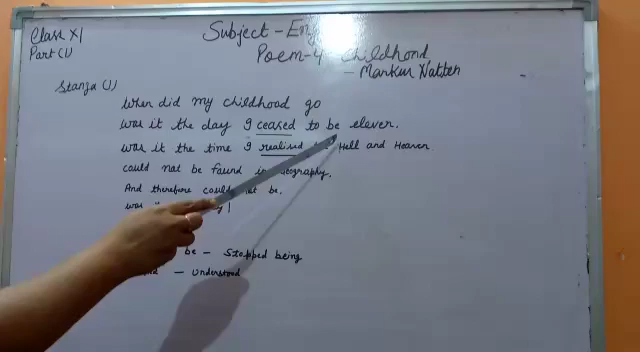 Class XI
Part (1)
Subject - Eng
Poem-4 Childhood
- Markus Natten
Stanza (1)
When did my childhood go
was it the day I ceased to be eleven.
was it the time I realised Hell and Heaven
could not be found in Geography,
And therefore could not be.
was
be - Stopped being
- Understood